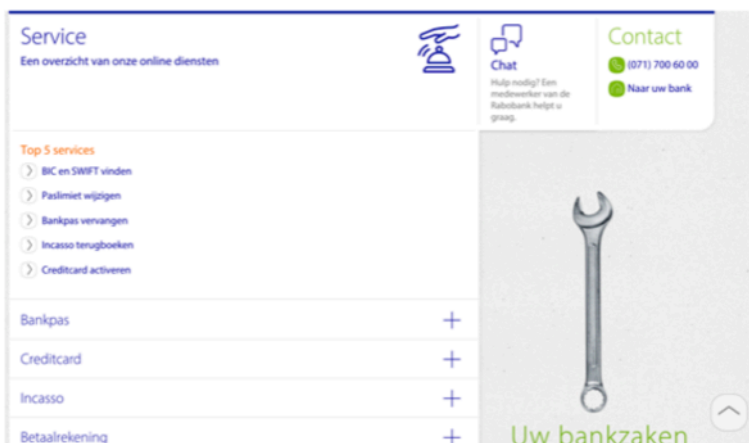 Service
Een overzicht van onze online diensten
Chat
Hulp nodig? Een
medewerker van de
Rabobank helpt u
graag.
Contact
(071) 700 60 00
Naar uw bank
Top 5 services
BIC en SWIFT vinden
Paslimiet wijzigen
Bankpas vervangen
Incasso terugboeken
Creditcard activeren
Bankpas
Creditcard
Incasso
Betaalrekening
Uw bankzaken